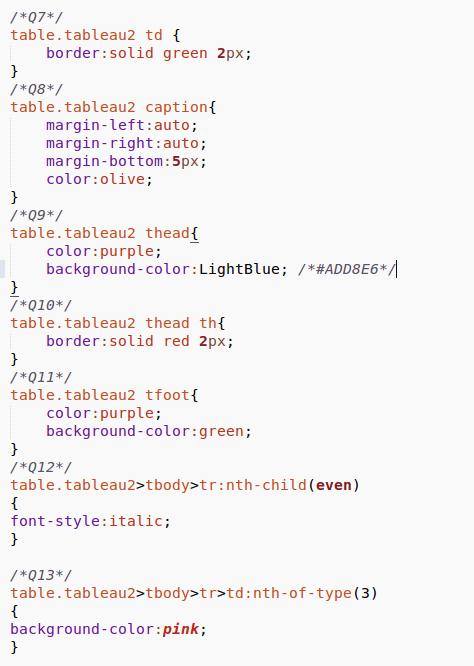 /*Q7*/
table.tableau2 td {
    border:solid green 2px;
}
/*Q8*/
table.tableau2 caption{
    margin-left:auto;
    margin-right:auto;
    margin-bottom:5px;
    color:olive;
}
/*Q9*/
table.tableau2 thead{
    color:purple;
    background-color:LightBlue; /*#ADD8E6*/
}
/*Q10*/
table.tableau2 thead th{
    border:solid red 2px;
}
/*Q11*/
table.tableau2 tfoot{
    color:purple;
    background-color:green;
}
/*Q12*/
table.tableau2>tbody>tr:nth-child(even)
{
font-style:italic;
}

/*Q13*/
table.tableau2>tbody>tr>td:nth-of-type(3)
{
background-color:pink;
}